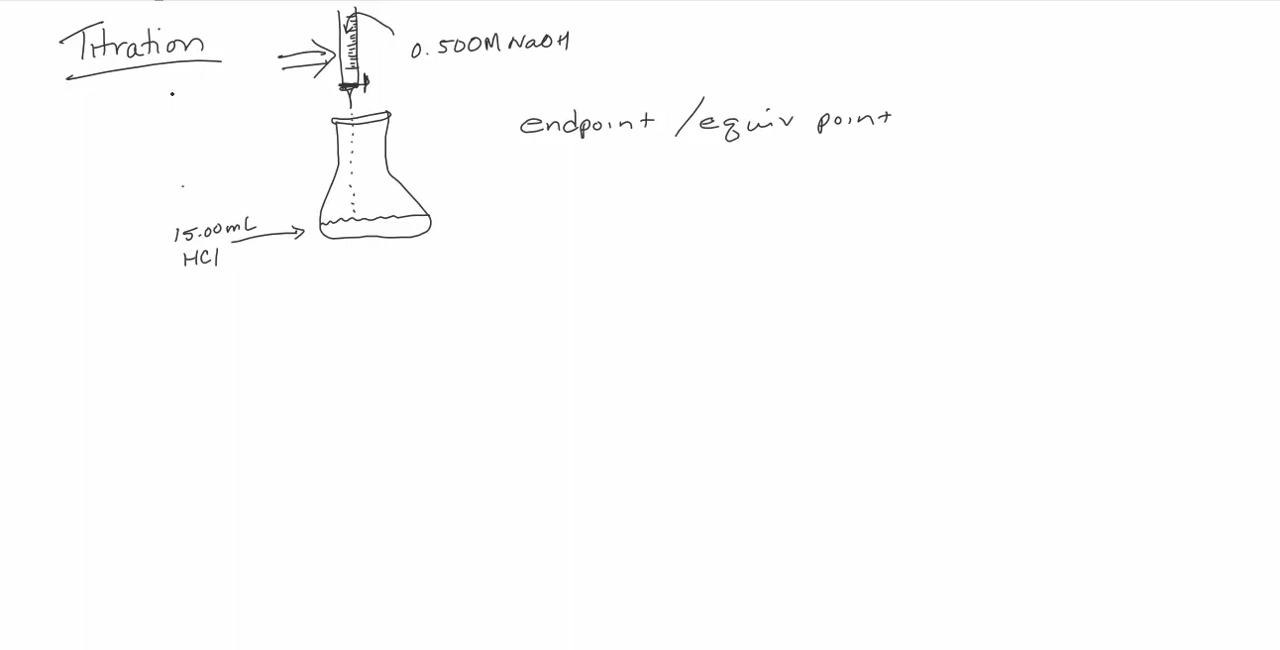 Titration
0.500M NaOH
endpoint / equiv point
15.00mL
HCl